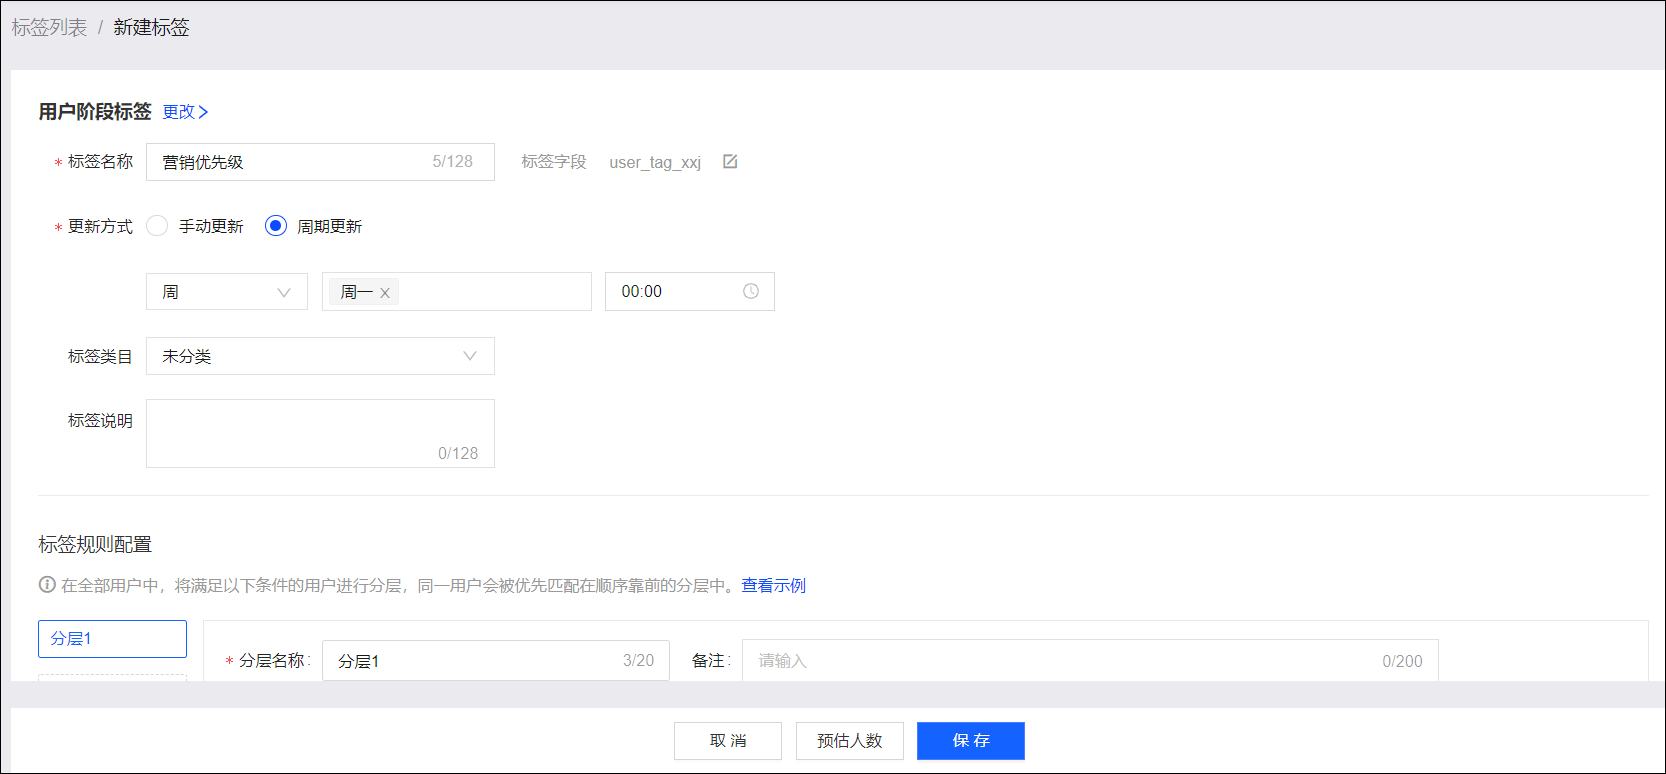 标签列表 / 新建标签
用户阶段标签 更改>
* 标签名称 营销优先级 5/128 标签字段 user_tag_xxj
* 更新方式 手动更新 周期更新
周 周一 x 00:00
标签类目 未分类
标签说明
0/128
标签规则配置
在全部用户中，将满足以下条件的用户进行分层，同一用户会被优先匹配在顺序靠前的分层中。查看示例
分层1
* 分层名称: 分层1 3/20 备注: 请输入 0/200
取 消 预估人数 保 存